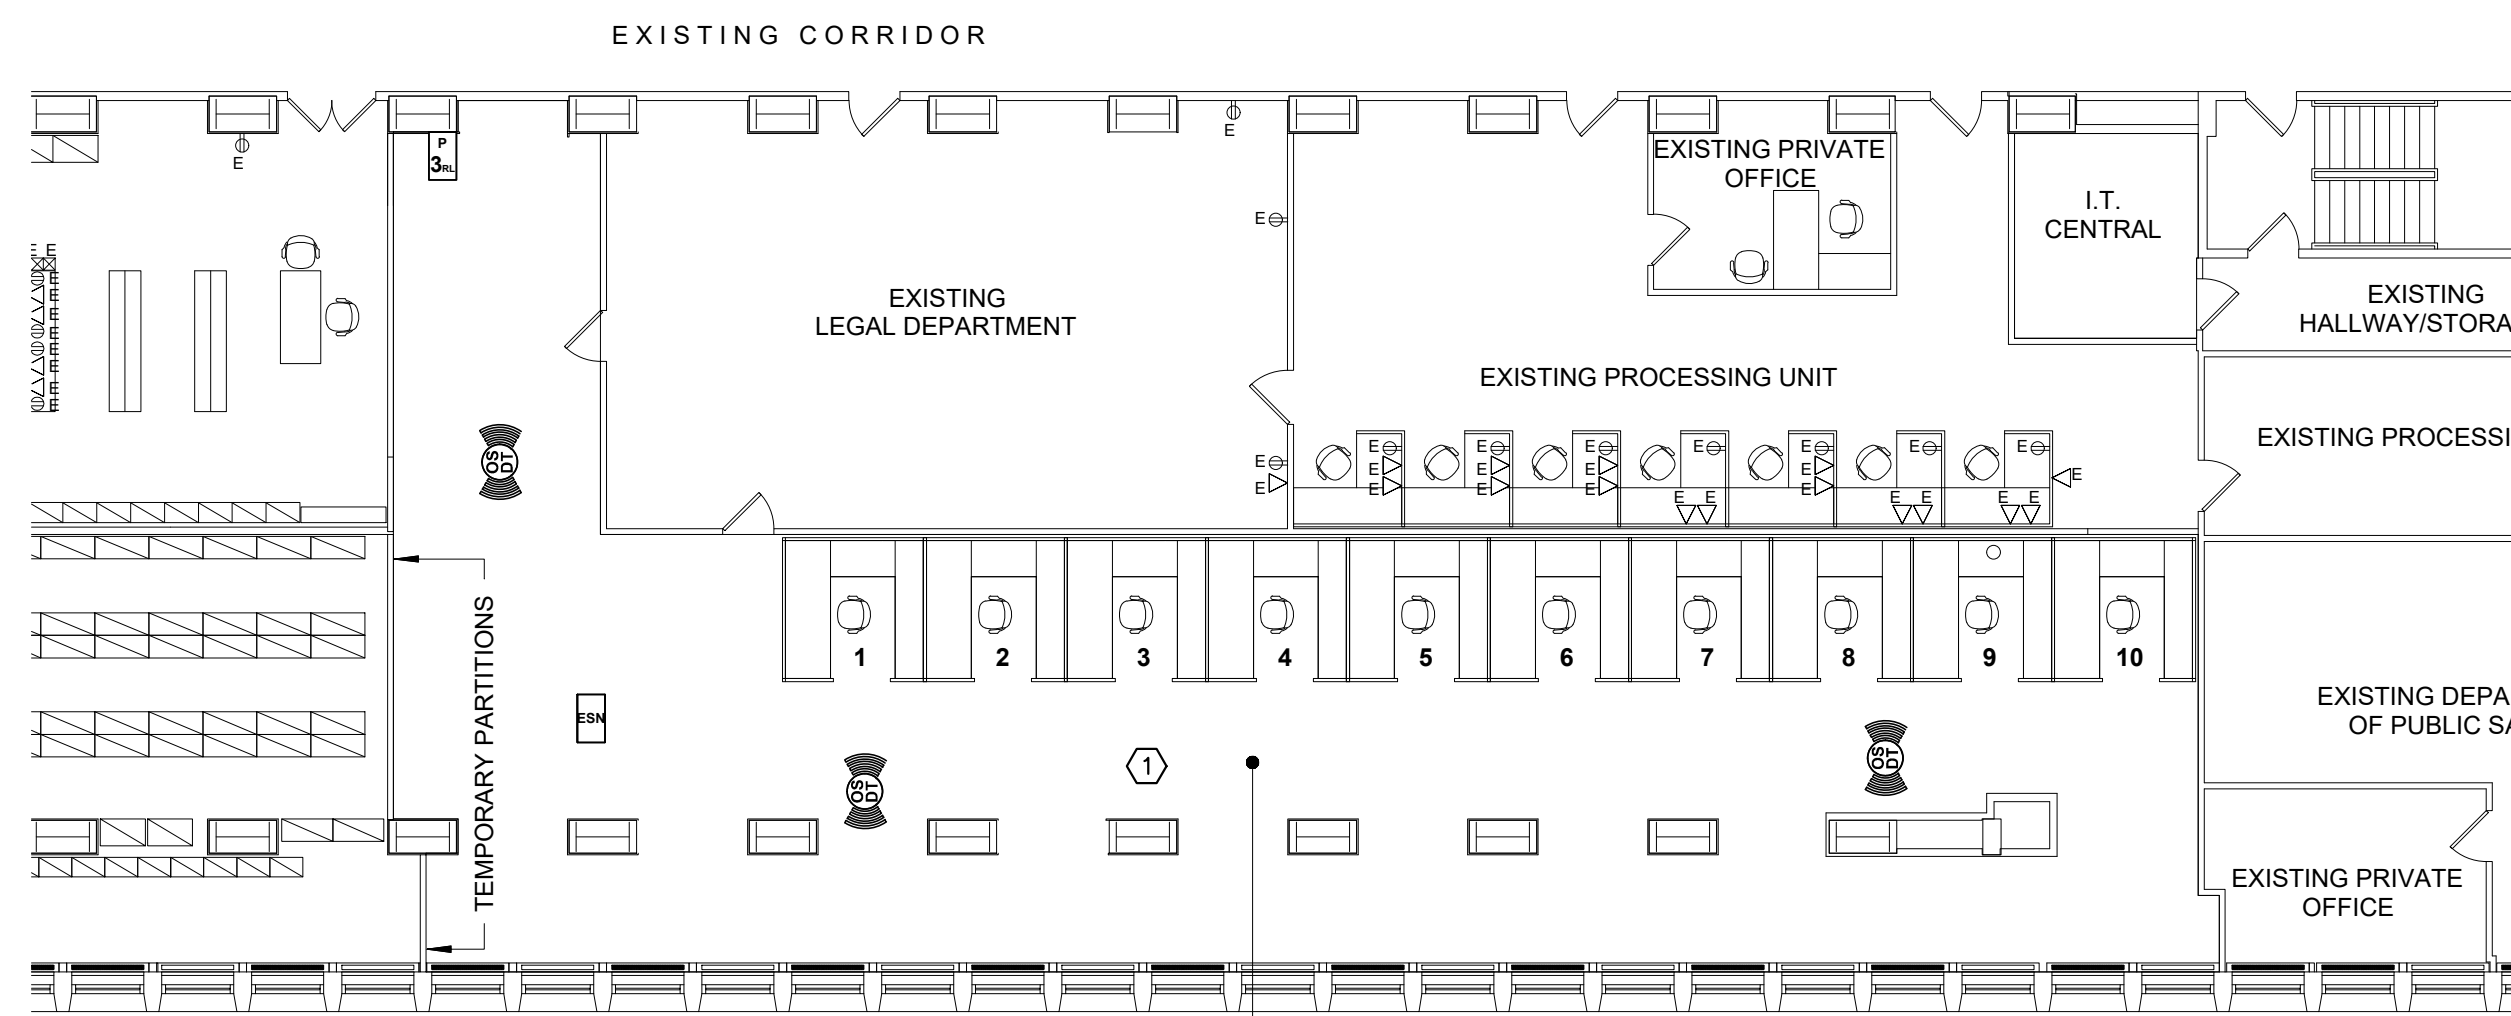 EXISTING CORRIDOR
P
3RL
E
E
EXISTING PRIVATE
OFFICE
I.T.
CENTRAL
E
E E
E
E
E
E
E
E
E
E
EXISTING
LEGAL DEPARTMENT
EXISTING
HALLWAY/STORA
EXISTING PROCESSING UNIT
EXISTING PROCESSI
E
E
E
E
E
E
E
E
E
E
E
E
E
E E
E
E
E
E
E E
E
E E
E
OS
DT
1
2
3
4
5
6
7
8
9
10
TEMPORARY PARTITIONS
ESN
EXISTING DEPA
OF PUBLIC SA
1
OS
DT
OS
DT
EXISTING PRIVATE
OFFICE